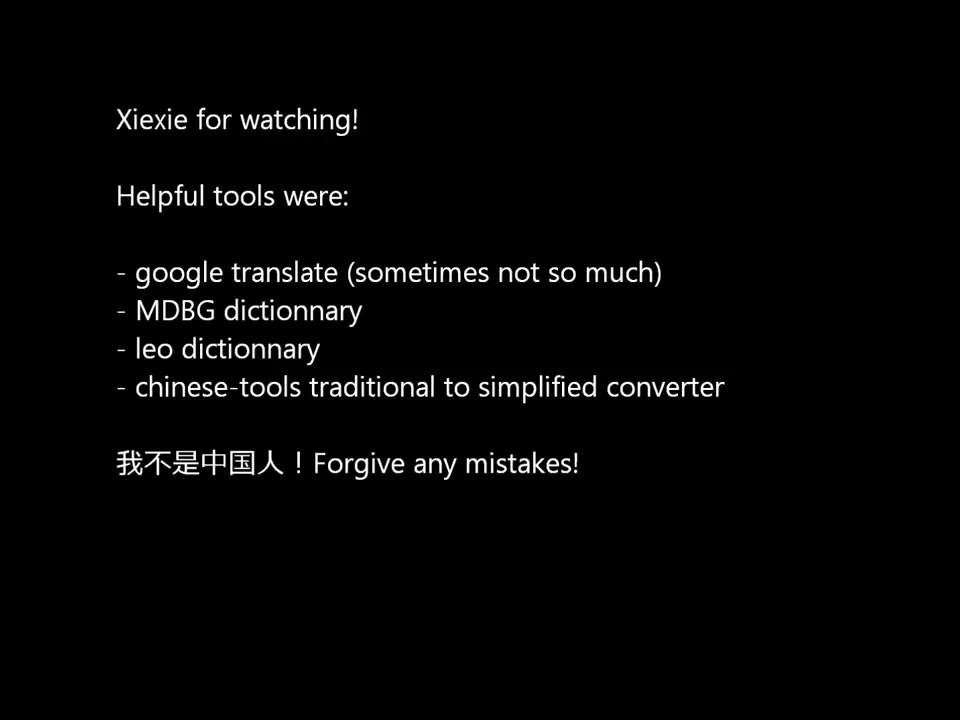 Xiexie for watching!
Helpful tools were:
- google translate (sometimes not so much)
- MDBG dictionnary
- leo dictionnary
- chinese-tools traditional to simplified converter
我不是中国人！Forgive any mistakes!